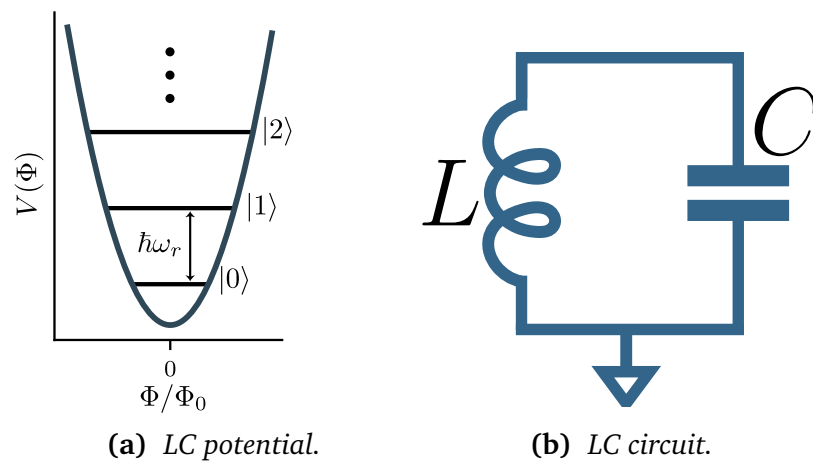 V(Φ)
|2⟩
|1⟩
ħω_r
|0⟩
0
Φ/Φ₀
(a) LC potential.
L
C
(b) LC circuit.